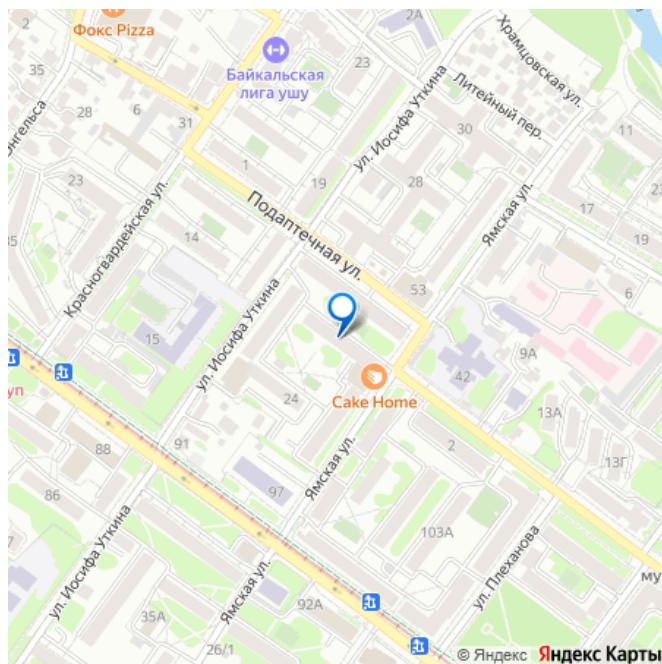 2А
Храмцовская ул.
Фокс Pizza
Байкальская
лига ушу
23
35
28
6
31
Литейный пер.
30
11
ул. Иосифа Уткина
1
19
28
23
17
19
Красногвардейская ул.
Подаптечная ул.
Ямская ул.
14
53
6
15
ул. Иосифа Уткина
9А
42
Cake Home
24
13А
91
88
2
13Г
97
Ямская ул.
86
103А
ул. Плеханова
ул. Иосифа Уткина
Ямская ул.
92А
35А
26/1
© Яндекс Яндекс Карты